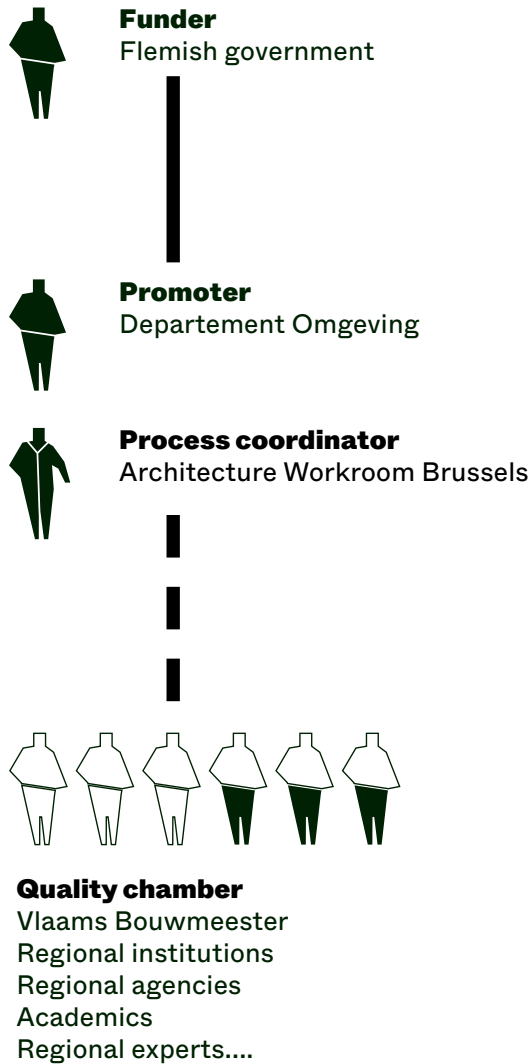 Funder
Flemish government
Promoter
Departement Omgeving
Process coordinator
Architecture Workroom Brussels
Quality chamber
Vlaams Bouwmeester
Regional institutions
Regional agencies
Academics
Regional experts....